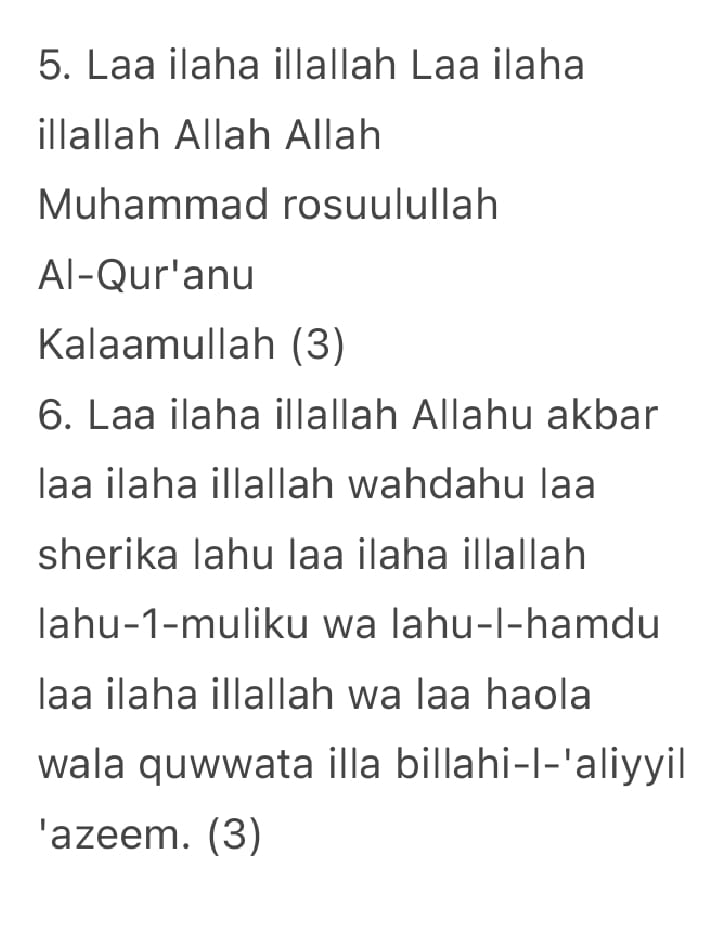 5. Laa ilaha illallah Laa ilaha
illallah Allah Allah
Muhammad rosuulullah
Al-Qur'anu
Kalaamullah (3)
6. Laa ilaha illallah Allahu akbar
laa ilaha illallah wahdahu laa
sherika lahu laa ilaha illallah
lahu-1-muliku wa lahu-l-hamdu
laa ilaha illallah wa laa haola
wala quwwata illa billahi-l-'aliyyil
'azeem. (3)